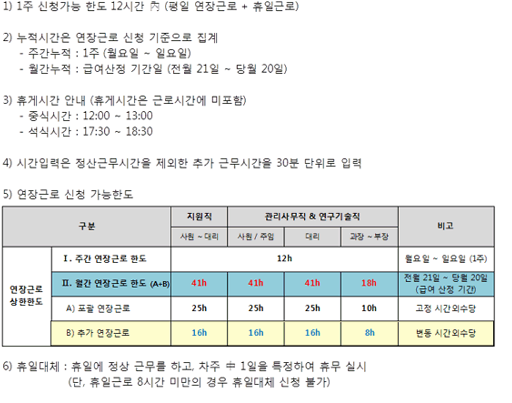 1) 1주 신청가능 한도 12시간 (평일 연장근로 + 휴일근로)
2) 누적시간은 연장근로 신청 기준으로 집계
- 주간누적 : 1주 (월요일 ~ 일요일)
- 월간누적 : 급여산정 기간일 (전월 21일 ~ 당월 20일)
3) 휴게시간 안내 (휴게시간은 근로시간에 미포함)
- 중식시간 : 12:00 ~ 13:00
- 석식시간 : 17:30 ~ 18:30
4) 시간입력은 정산근무시간을 제외한 추가 근무시간을 30분 단위로 입력
5) 연장근로 신청 가능한도
구분 지원직 관리사무직 & 연구기술직 비고
사원 ~ 대리 사원 / 주임 대리 과장 ~ 부장
연장근로 상한한도
Ⅰ. 주간 연장근로 한도 12h 월요일 ~ 일요일 (1주)
Ⅱ. 월간 연장근로 한도 (A+B) 41h 41h 41h 18h 전월 21일 ~ 당월 20일
(급여 산정 기간)
A) 포괄 연장근로 25h 25h 25h 10h 고정 시간외수당
B) 추가 연장근로 16h 16h 16h 8h 변동 시간외수당
6) 휴일대체 : 휴일에 정상 근무를 하고, 차주 中 1일을 특정하여 휴무 실시
(단, 휴일근로 8시간 미만의 경우 휴일대체 신청 불가)